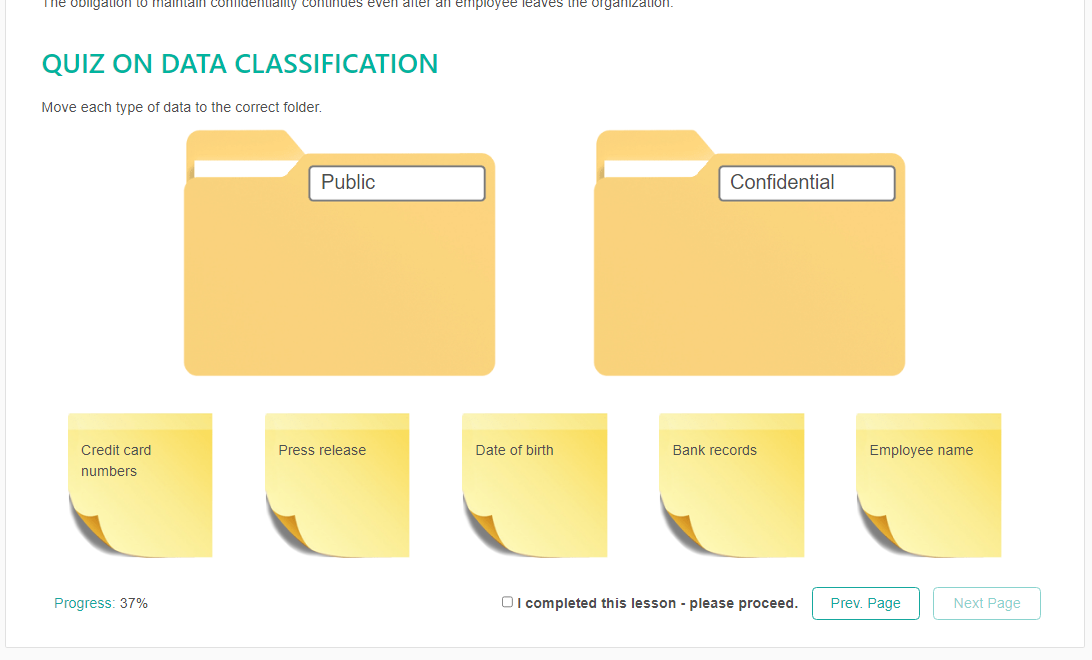 The obligation to maintain confidentiality continues even after an employee leaves the organization.
QUIZ ON DATA CLASSIFICATION
Move each type of data to the correct folder.
Public
Confidential
Credit card
numbers
Press release
Date of birth
Bank records
Employee name
Progress: 37%
I completed this lesson - please proceed.
Prev. Page
Next Page